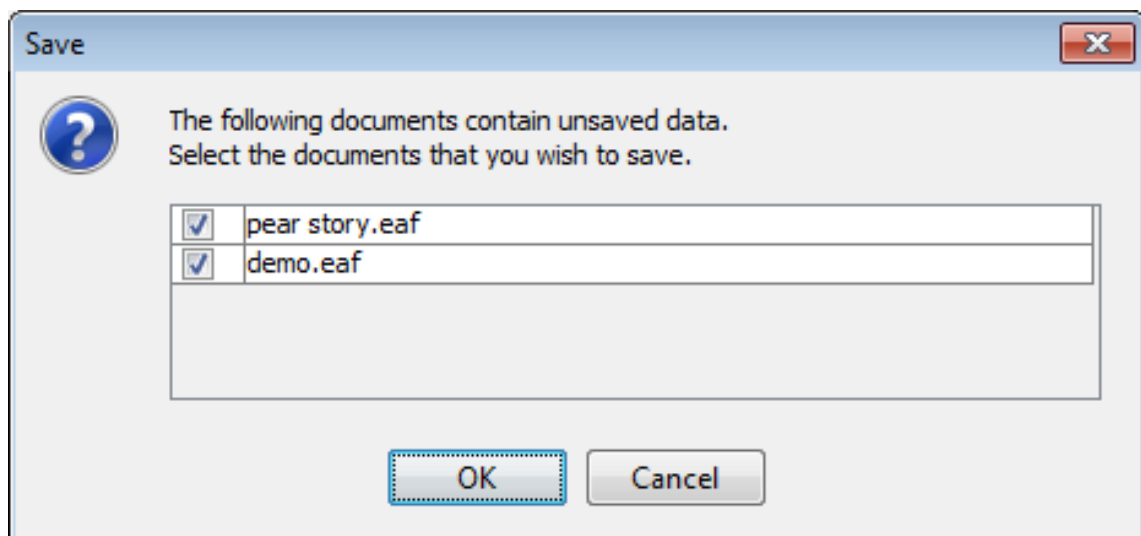 Save
The following documents contain unsaved data.
Select the documents that you wish to save.
pear story.eaf
demo.eaf
OK
Cancel